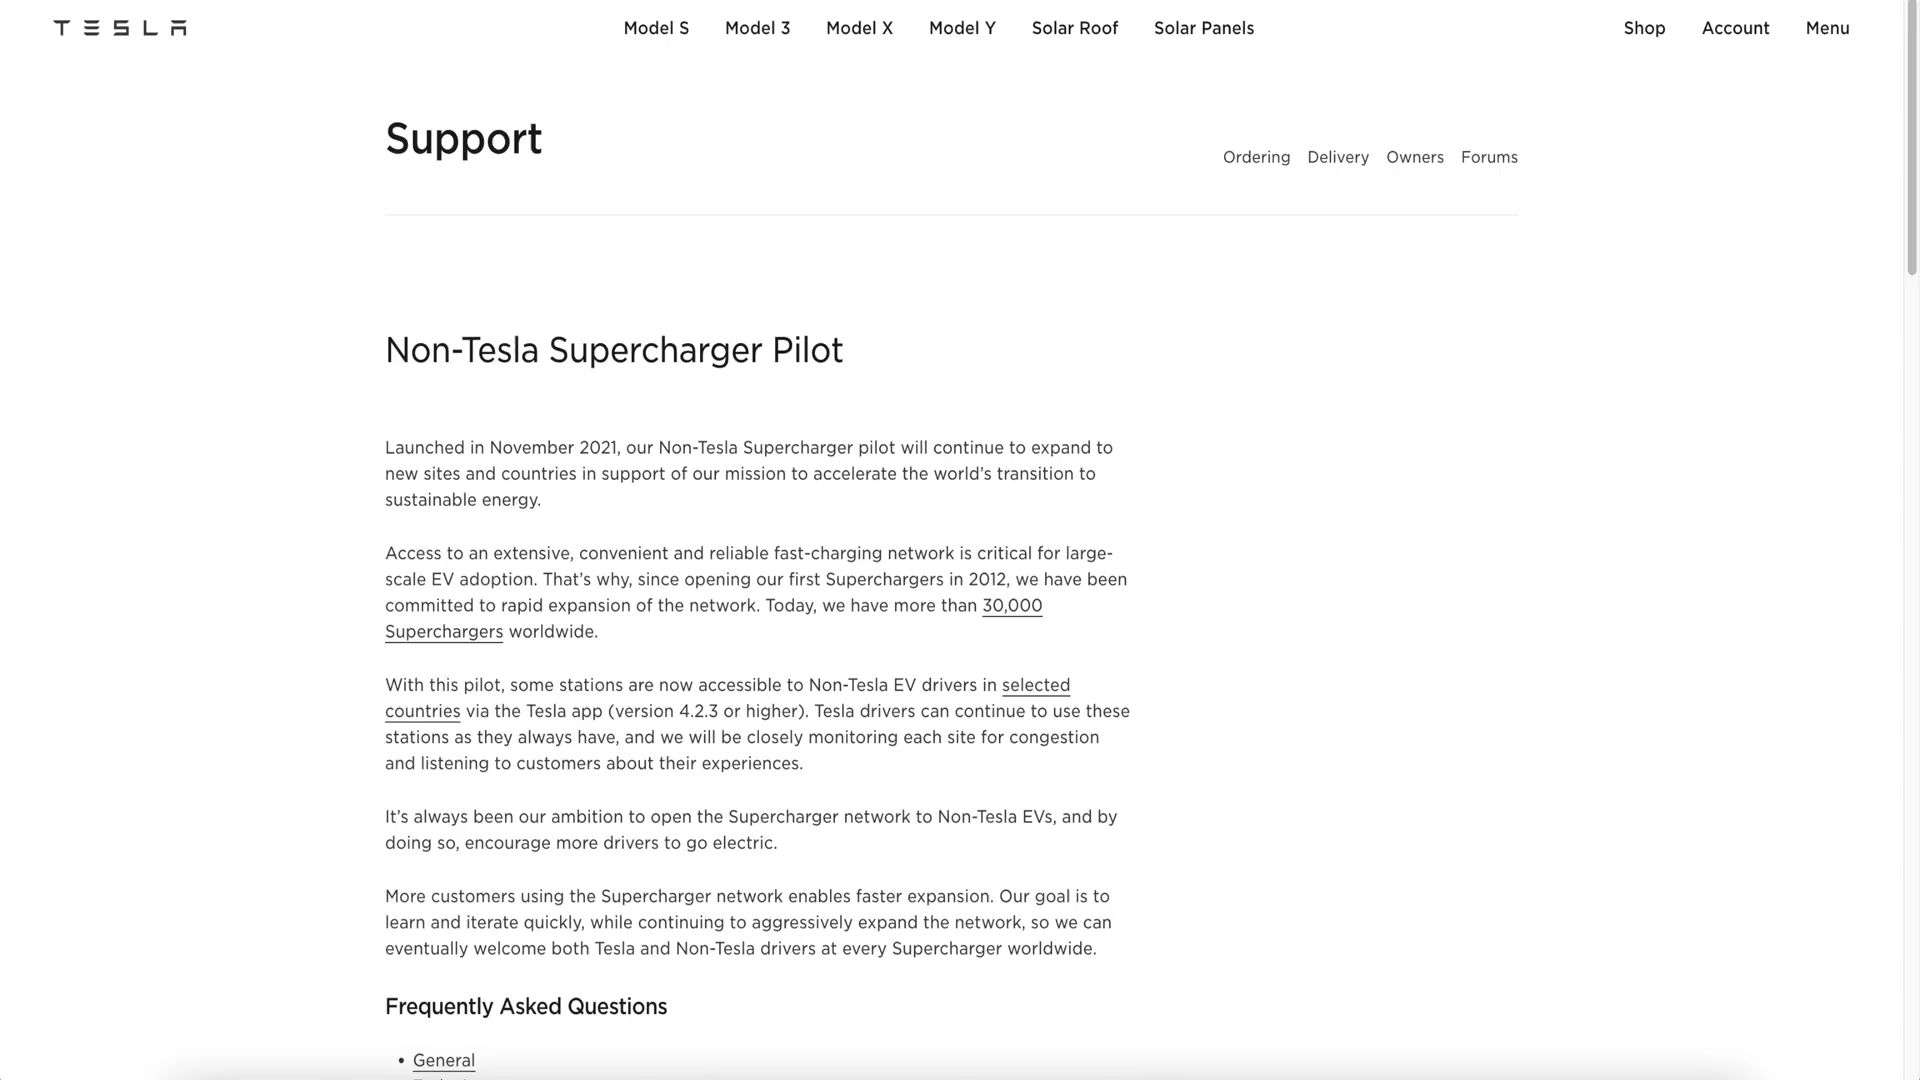 TESLA
Model S Model 3 Model X Model Y Solar Roof Solar Panels
Shop Account Menu
Support
Ordering Delivery Owners Forums
Non-Tesla Supercharger Pilot
Launched in November 2021, our Non-Tesla Supercharger pilot will continue to expand to
new sites and countries in support of our mission to accelerate the world’s transition to
sustainable energy.
Access to an extensive, convenient and reliable fast-charging network is critical for large-
scale EV adoption. That’s why, since opening our first Superchargers in 2012, we have been
committed to rapid expansion of the network. Today, we have more than 30,000
Superchargers worldwide.
With this pilot, some stations are now accessible to Non-Tesla EV drivers in selected
countries via the Tesla app (version 4.2.3 or higher). Tesla drivers can continue to use these
stations as they always have, and we will be closely monitoring each site for congestion
and listening to customers about their experiences.
It’s always been our ambition to open the Supercharger network to Non-Tesla EVs, and by
doing so, encourage more drivers to go electric.
More customers using the Supercharger network enables faster expansion. Our goal is to
learn and iterate quickly, while continuing to aggressively expand the network, so we can
eventually welcome both Tesla and Non-Tesla drivers at every Supercharger worldwide.
Frequently Asked Questions
• General